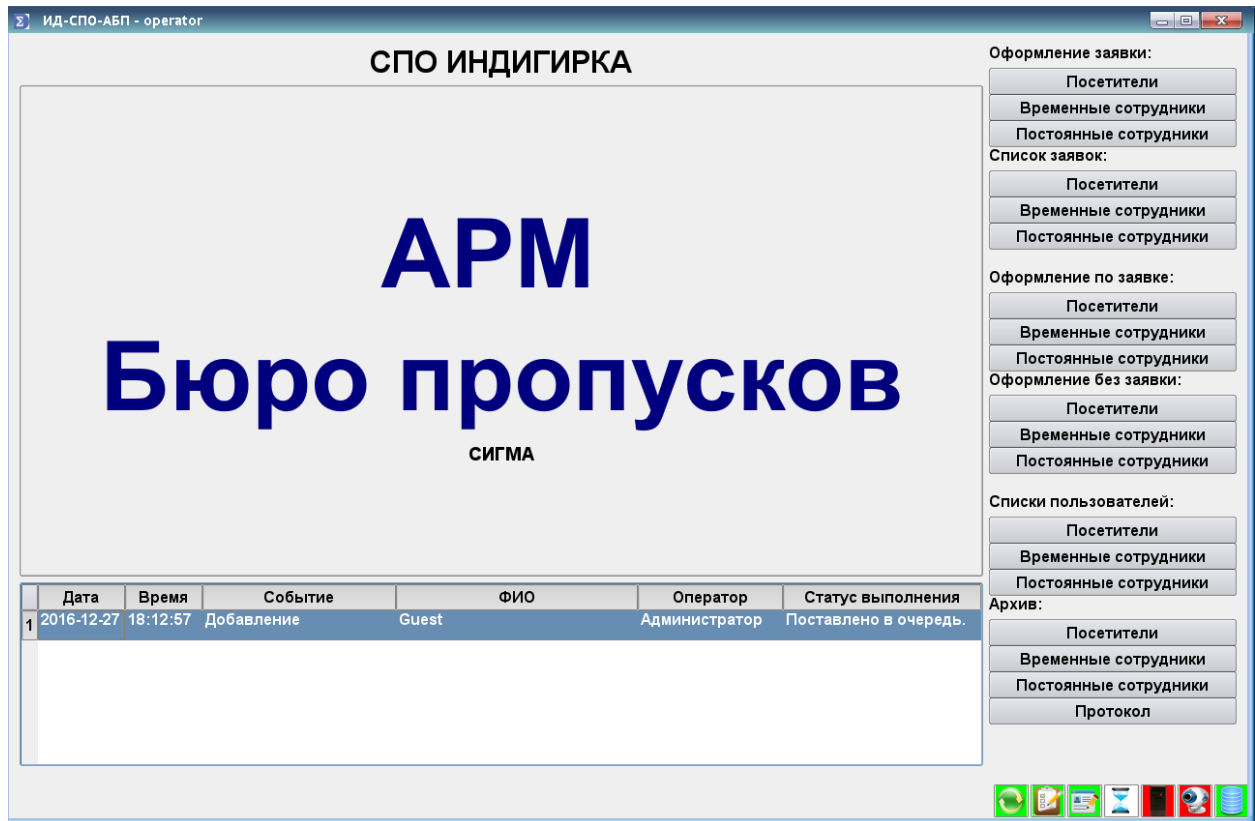 ИД-СПО-АБП - operator
СПО ИНДИГИРКА
АРМ
Бюро пропусков
СИГМА
Дата Время Событие ФИО Оператор Статус выполнения
1 2016-12-27 18:12:57 Добавление Guest Администратор Поставлено в очередь.
Оформление заявки:
Посетители
Временные сотрудники
Постоянные сотрудники
Список заявок:
Посетители
Временные сотрудники
Постоянные сотрудники
Оформление по заявке:
Посетители
Временные сотрудники
Постоянные сотрудники
Оформление без заявки:
Посетители
Временные сотрудники
Постоянные сотрудники
Списки пользователей:
Посетители
Временные сотрудники
Постоянные сотрудники
Архив:
Посетители
Временные сотрудники
Постоянные сотрудники
Протокол